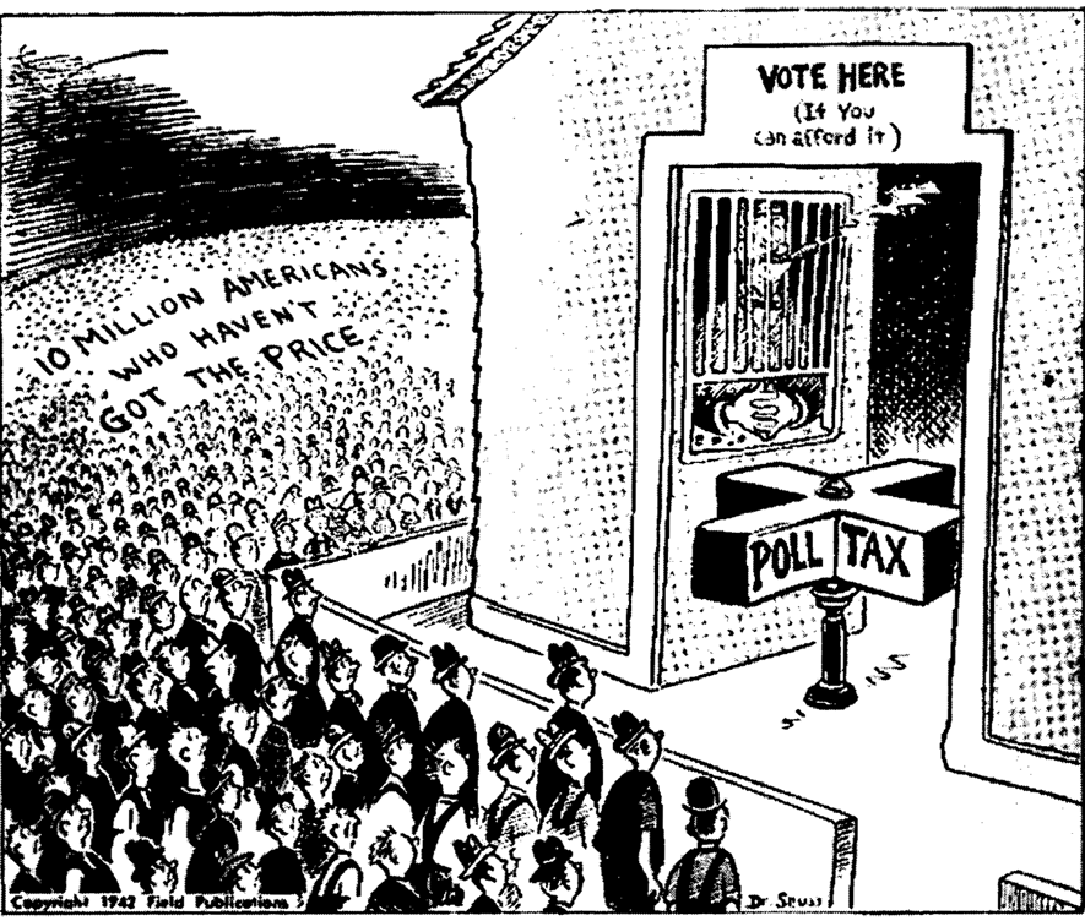 VOTE HERE
(If You
can afford it)
10 MILLION AMERICANS
WHO HAVEN'T
GOT THE PRICE
POLL TAX
Copyright 1942 Field Publications
Dr. Seuss